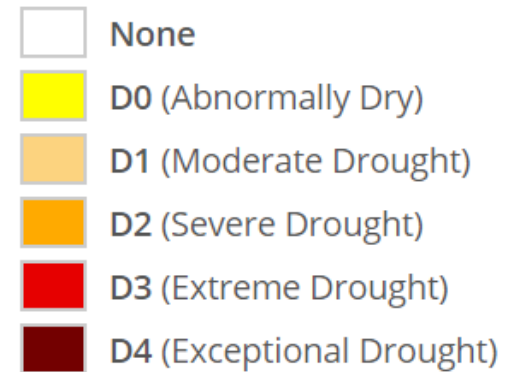 None
D0 (Abnormally Dry)
D1 (Moderate Drought)
D2 (Severe Drought)
D3 (Extreme Drought)
D4 (Exceptional Drought)